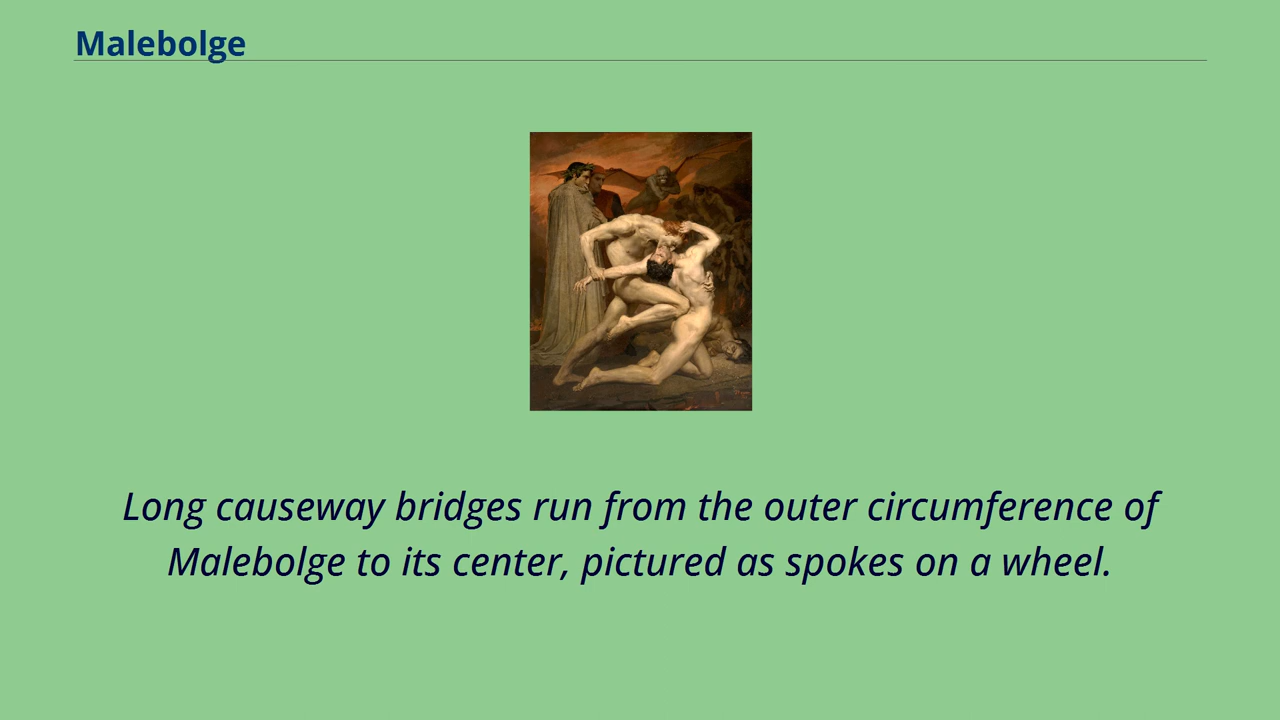 Malebolge
Long causeway bridges run from the outer circumference of
Malebolge to its center, pictured as spokes on a wheel.